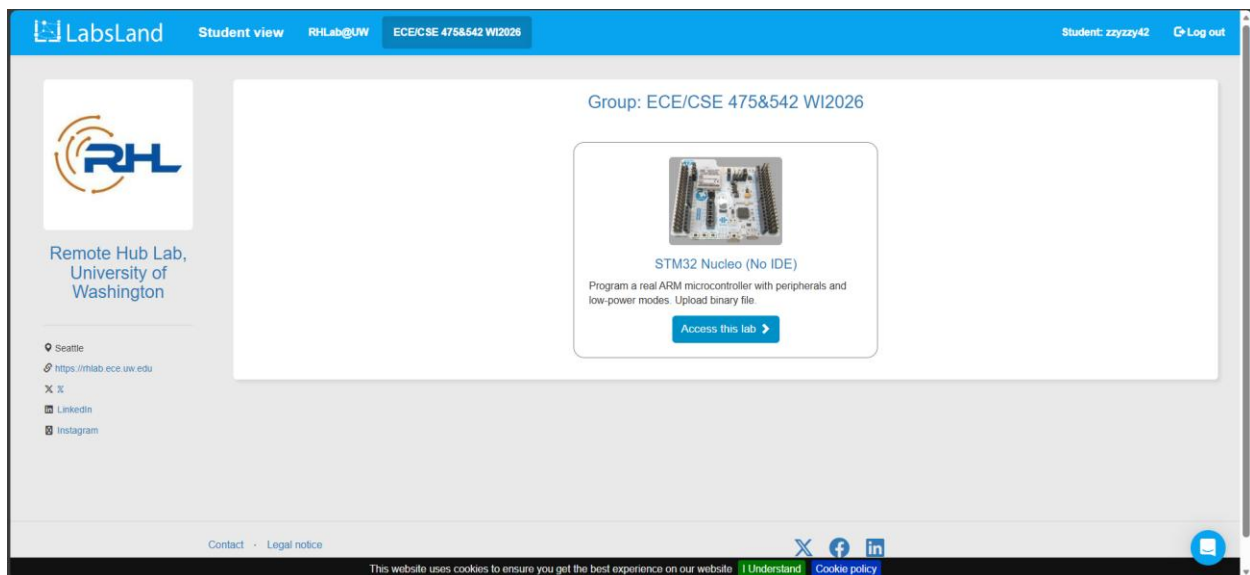 LabsLand Student view RHLab@UW ECE/CSE 475&542 WI2026 Student: zzyzzy42 Log out
RHL
Remote Hub Lab,
University of
Washington
Seattle
https://rhlab.ece.uw.edu
X
LinkedIn
Instagram
Group: ECE/CSE 475&542 WI2026
STM32 Nucleo (No IDE)
Program a real ARM microcontroller with peripherals and
low-power modes. Upload binary file.
Access this lab
Contact - Legal notice
This website uses cookies to ensure you get the best experience on our website I Understand Cookie policy